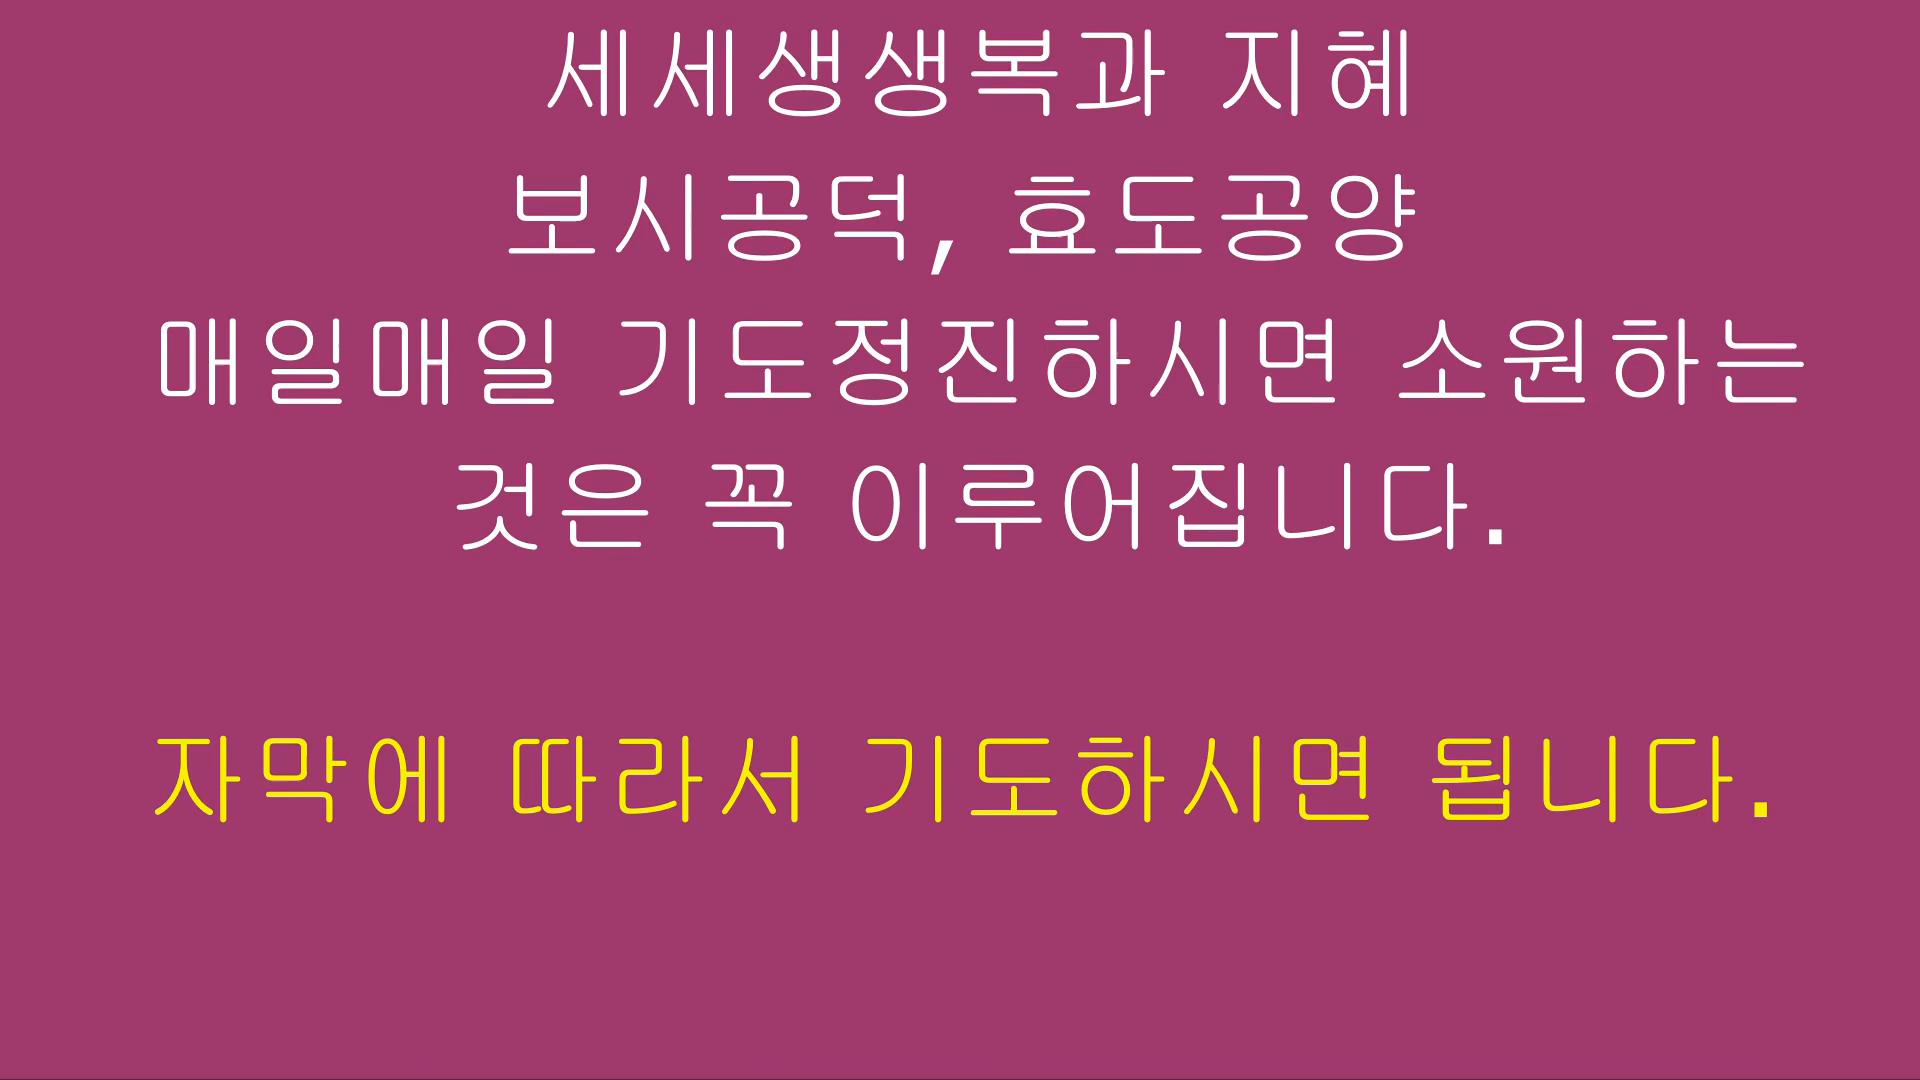 세세생생복과 지혜
보시공덕, 효도공양
매일매일 기도정진하시면 소원하는
것은 꼭 이루어집니다.
자막에 따라서 기도하시면 됩니다.